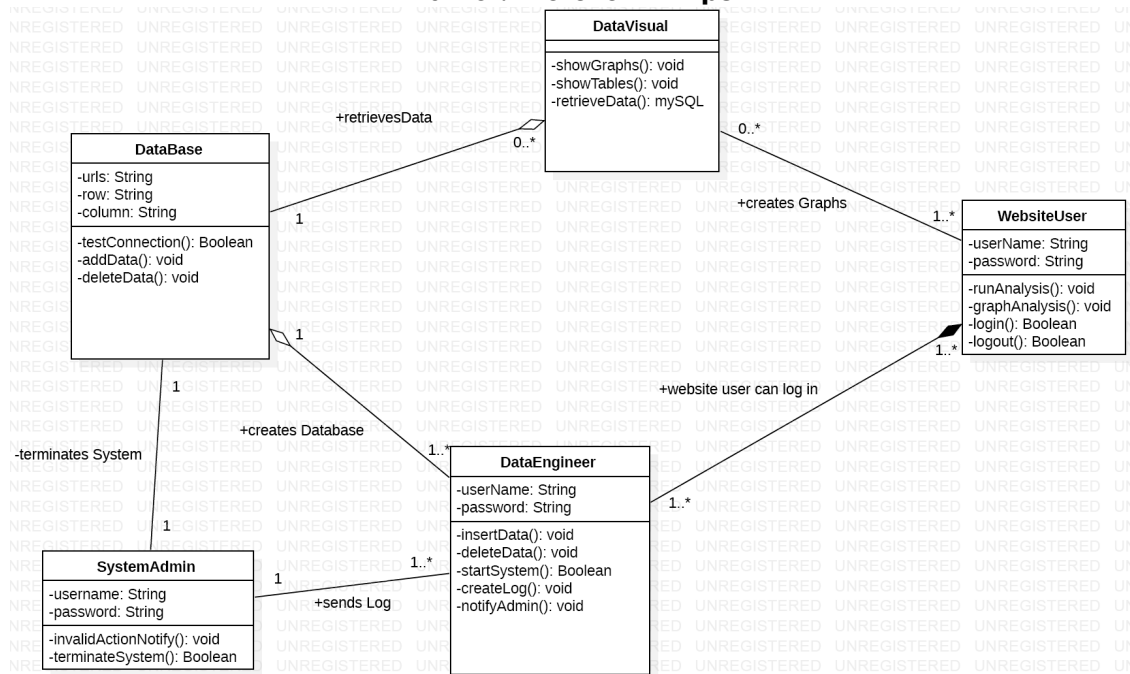 DataVisual
-showGraphs(): void
-showTables(): void
-retrieveData(): mySQL
+retrievesData
0..*
0..*
1
DataBase
-urls: String
-row: String
-column: String
-testConnection(): Boolean
-addData(): void
-deleteData(): void
+creates Graphs
1..*
WebsiteUser
-userName: String
-password: String
-runAnalysis(): void
-graphAnalysis(): void
-login(): Boolean
-logout(): Boolean
1
1..*
1
+website user can log in
+creates Database
-terminates System
1..*
1
DataEngineer
-userName: String
-password: String
-insertData(): void
-deleteData(): void
-startSystem(): Boolean
-createLog(): void
-notifyAdmin(): void
1..*
SystemAdmin
-username: String
-password: String
-invalidActionNotify(): void
-terminateSystem(): Boolean
1
1..*
+sends Log
UNREGISTERED